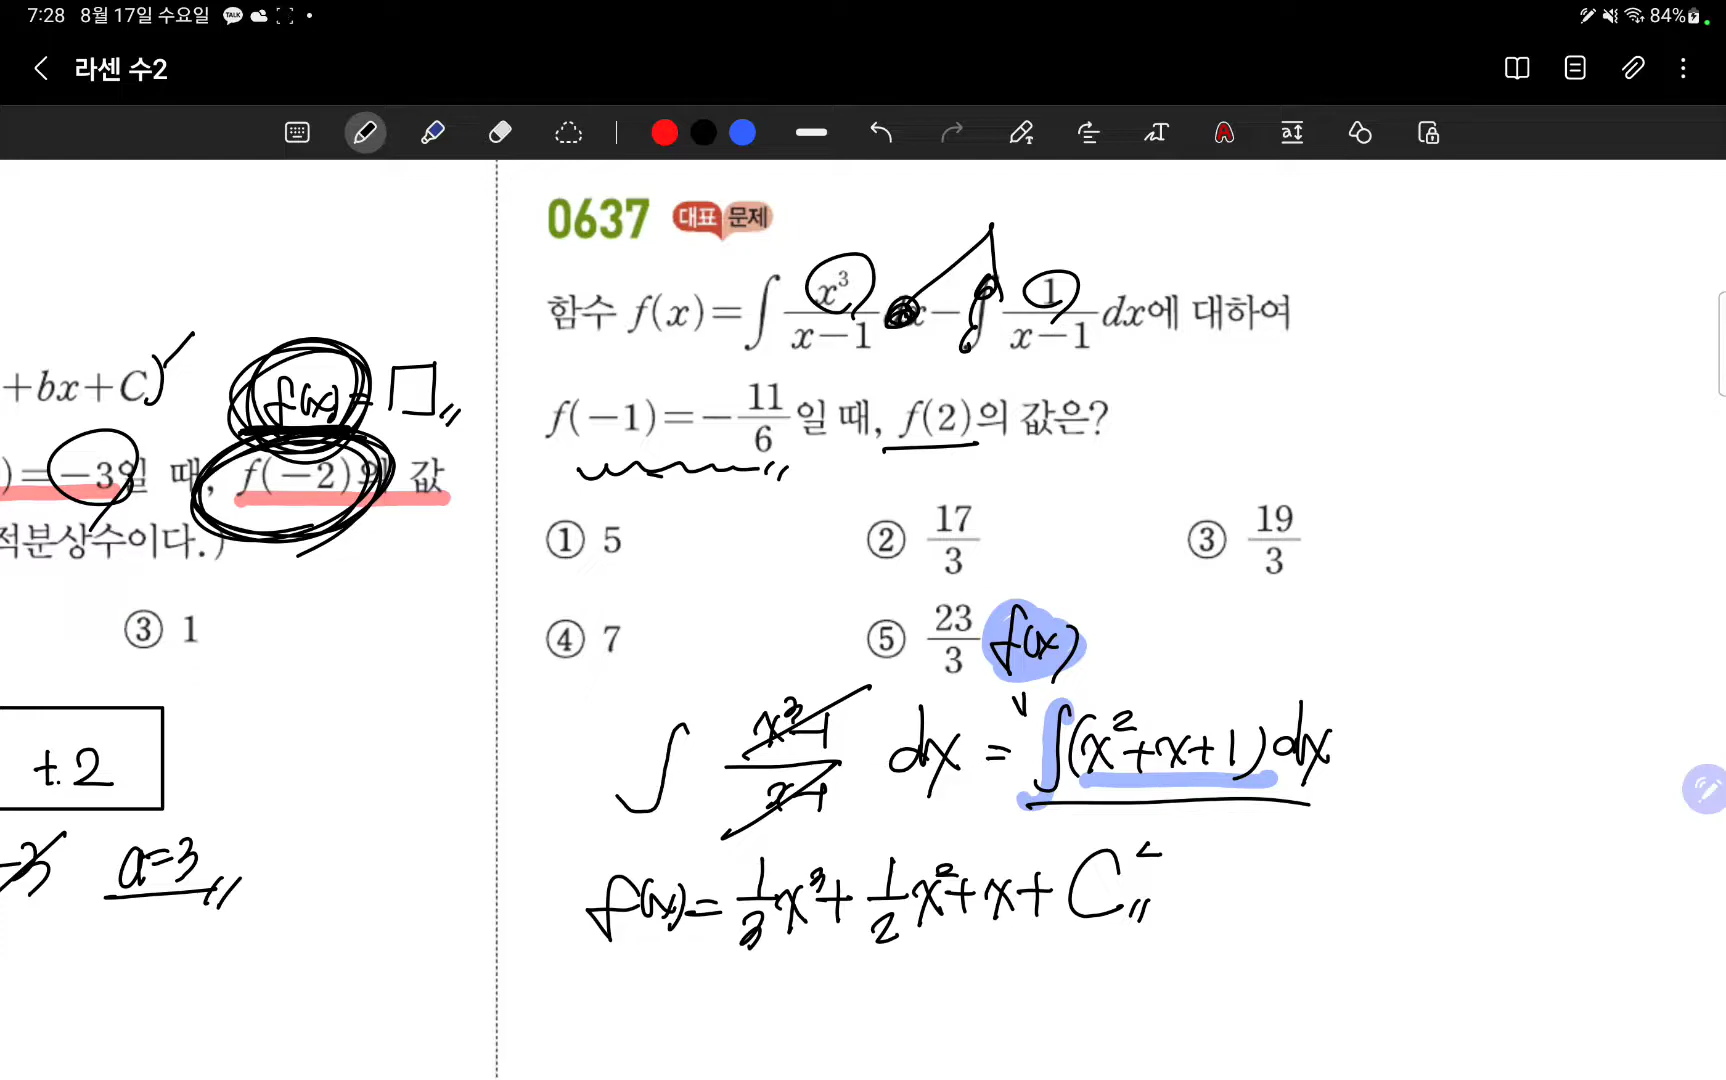 7:28 8월 17일 수요일 84%
라센 수2
+bx+C
f(x)=□
)=-3일 때, f(-2)의 값
적분상수이다.)
③ 1
t.2
a=3
0637 대표 문제
함수 f(x)=∫ x³/(x-1) dx-∫ 1/(x-1) dx에 대하여
f(-1)=-11/6일 때, f(2)의 값은?
① 5 ② 17/3 ③ 19/3
④ 7 ⑤ 23/3
f(x)
∫ (x³-1)/(x-1) dx = ∫(x²+x+1)dx
f(x)=1/3x³+1/2x²+x+C